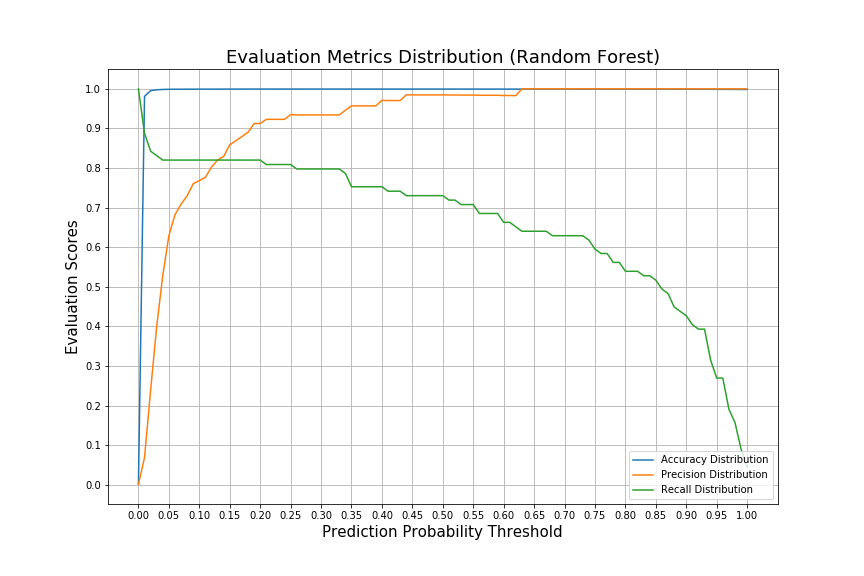 Evaluation Metrics Distribution (Random Forest)
Evaluation Scores
1.0
0.9
0.8
0.7
0.6
0.5
0.4
0.3
0.2
0.1
0.0
Accuracy Distribution
Precision Distribution
Recall Distribution
0.00 0.05 0.10 0.15 0.20 0.25 0.30 0.35 0.40 0.45 0.50 0.55 0.60 0.65 0.70 0.75 0.80 0.85 0.90 0.95 1.00
Prediction Probability Threshold